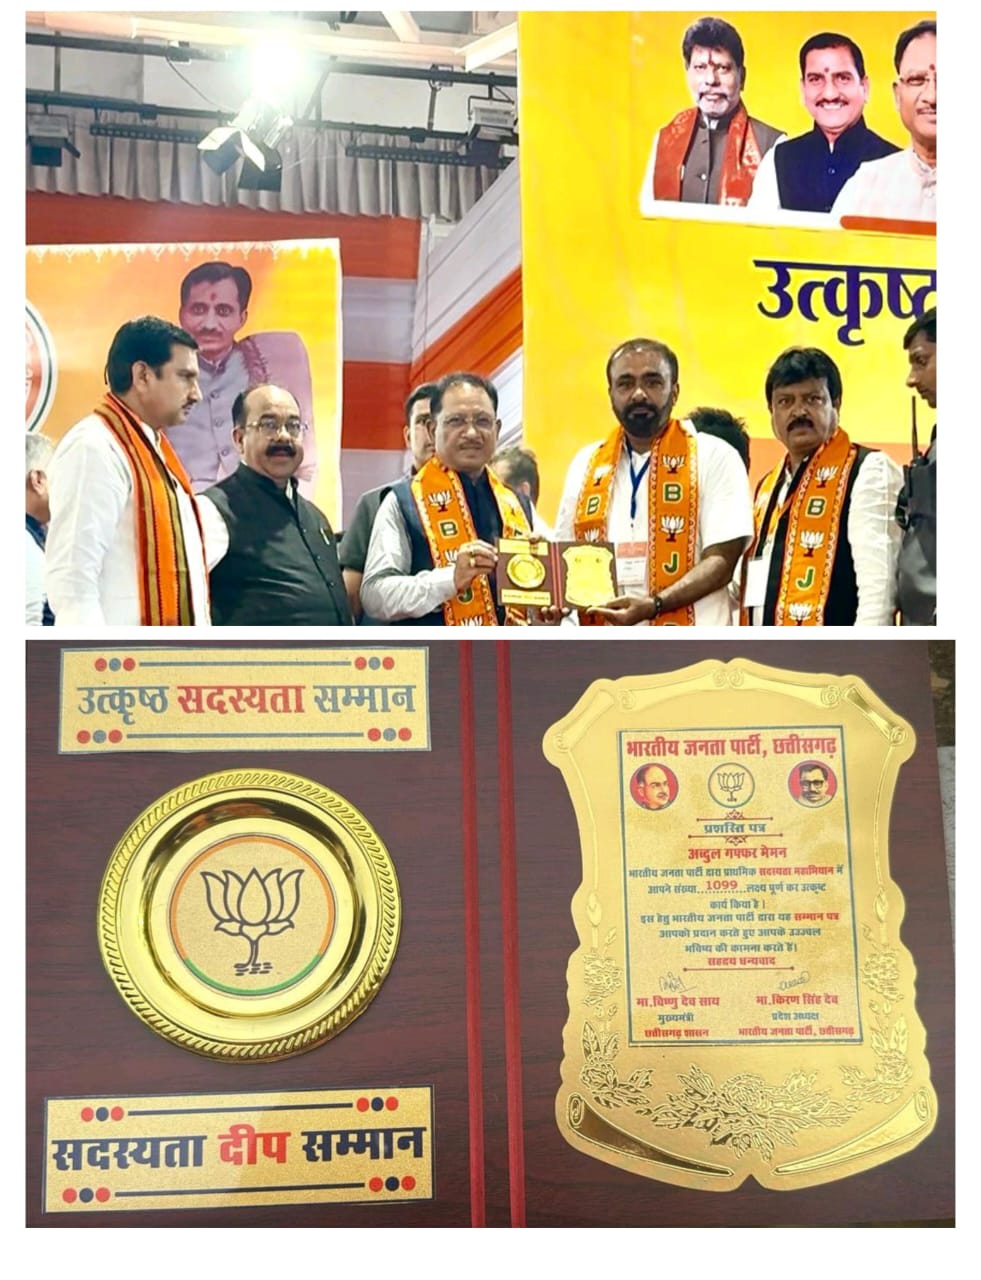 उत्कृष्ट
B
J
B
J
B
J
उत्कृष्ठ सदस्यता सम्मान
सदस्यता दीप सम्मान
भारतीय जनता पार्टी, छत्तीसगढ़
प्रशस्ति पत्र
अब्दुल गफ्फर मेमन
भारतीय जनता पार्टी द्वारा प्राथमिक सदस्यता महाभियान में
आपने संख्या...1099...लक्ष्य पूर्ण कर उत्कृष्ट
कार्य किया है।
इस हेतु भारतीय जनता पार्टी द्वारा यह सम्मान पत्र
आपको प्रदान करते हुए आपके उज्ज्वल
भविष्य की कामना करते हैं।
सहृदय धन्यवाद
मा.विष्णु देव साय
मुख्यमंत्री
छत्तीसगढ़ शासन
मा.किरण सिंह देव
प्रदेश अध्यक्ष
भारतीय जनता पार्टी, छत्तीसगढ़